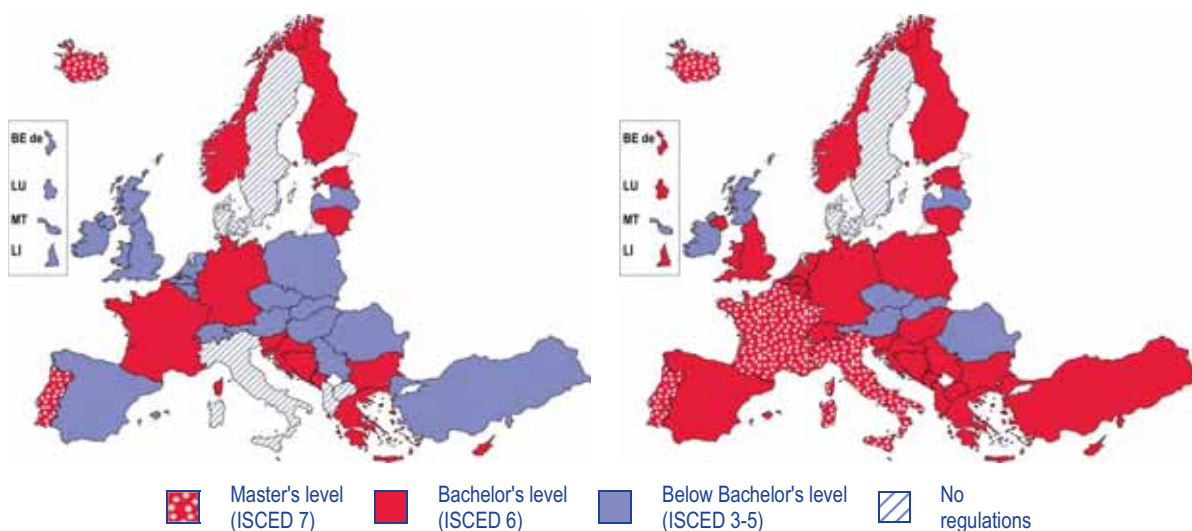 BE de
LU
MT
LI
BE de
LU
MT
LI
Master's level
(ISCED 7)
Bachelor's level
(ISCED 6)
Below Bachelor's level
(ISCED 3-5)
No
regulations